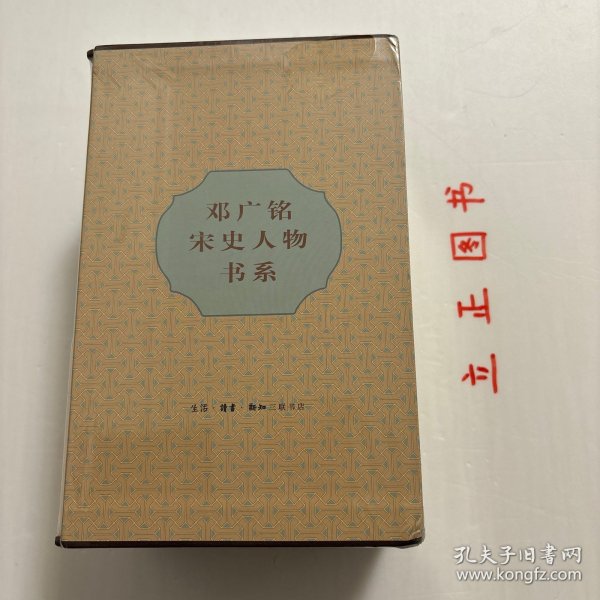 邓广铭
宋史人物
书系
生活·讀書·新知三联书店
立正图书
孔夫子旧書网
www.kongfz.com